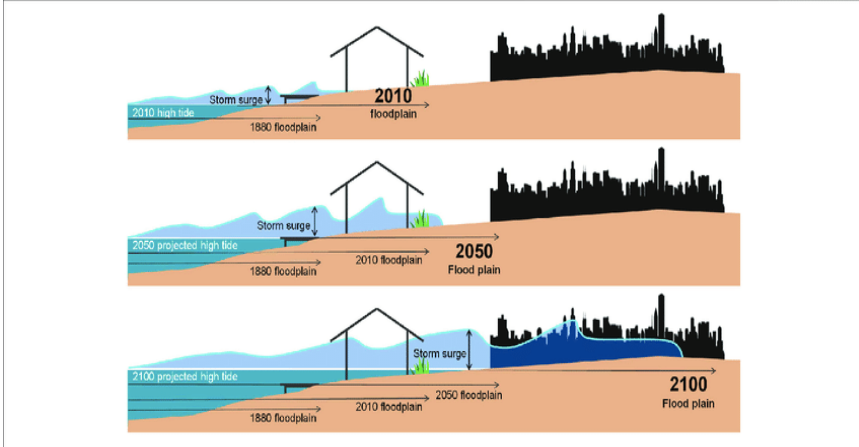 Storm surge
2010 high tide
2010
floodplain
1880 floodplain
Storm surge
2050 projected high tide
2050
Flood plain
2010 floodplain
1880 floodplain
Storm surge
2100 projected high tide
2100
Flood plain
2050 floodplain
2010 floodplain
1880 floodplain